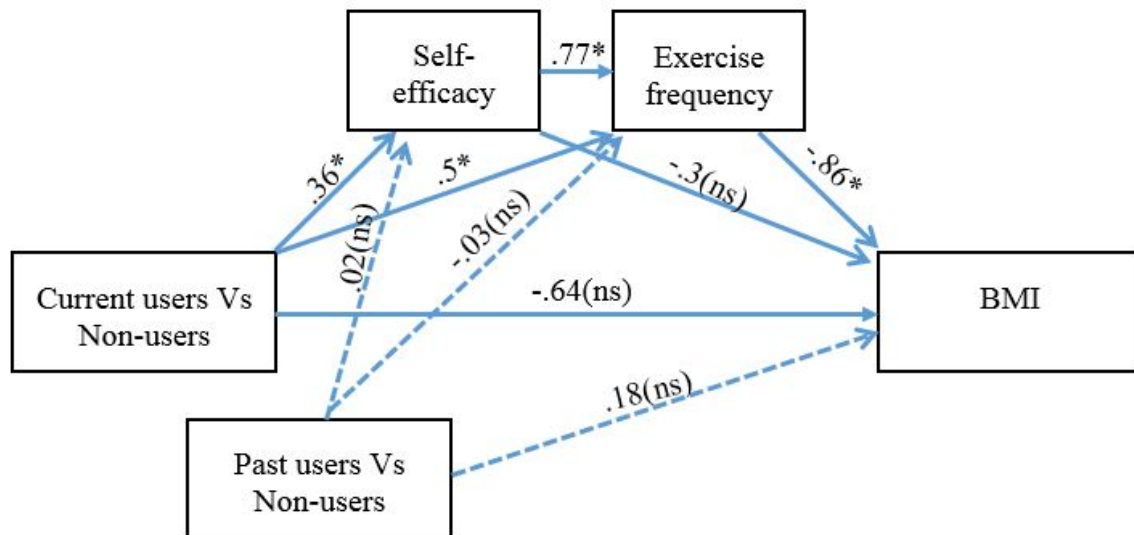 Self-
efficacy
.77*
Exercise
frequency
.36*
.5*
-.3(ns)
-.86*
.02(ns)
-.03(ns)
Current users Vs
Non-users
-.64(ns)
BMI
.18(ns)
Past users Vs
Non-users